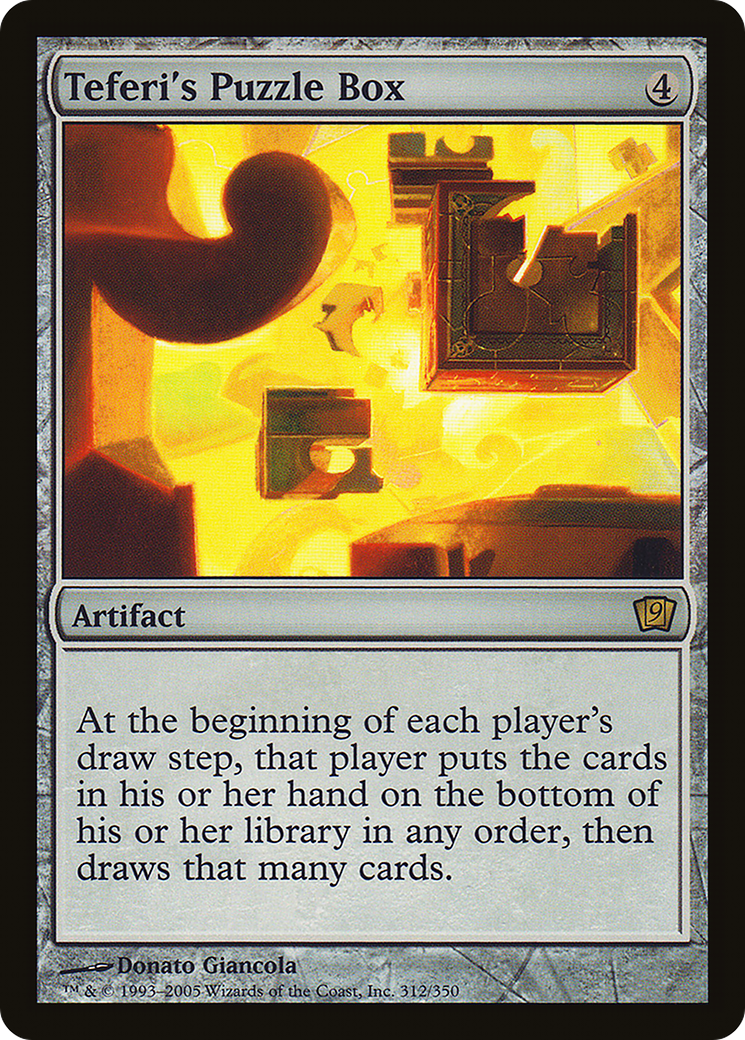 Teferi's Puzzle Box 4
Artifact 9
At the beginning of each player's
draw step, that player puts the cards
in his or her hand on the bottom of
his or her library in any order, then
draws that many cards.
Donato Giancola
™ & © 1993–2005 Wizards of the Coast, Inc. 312/350